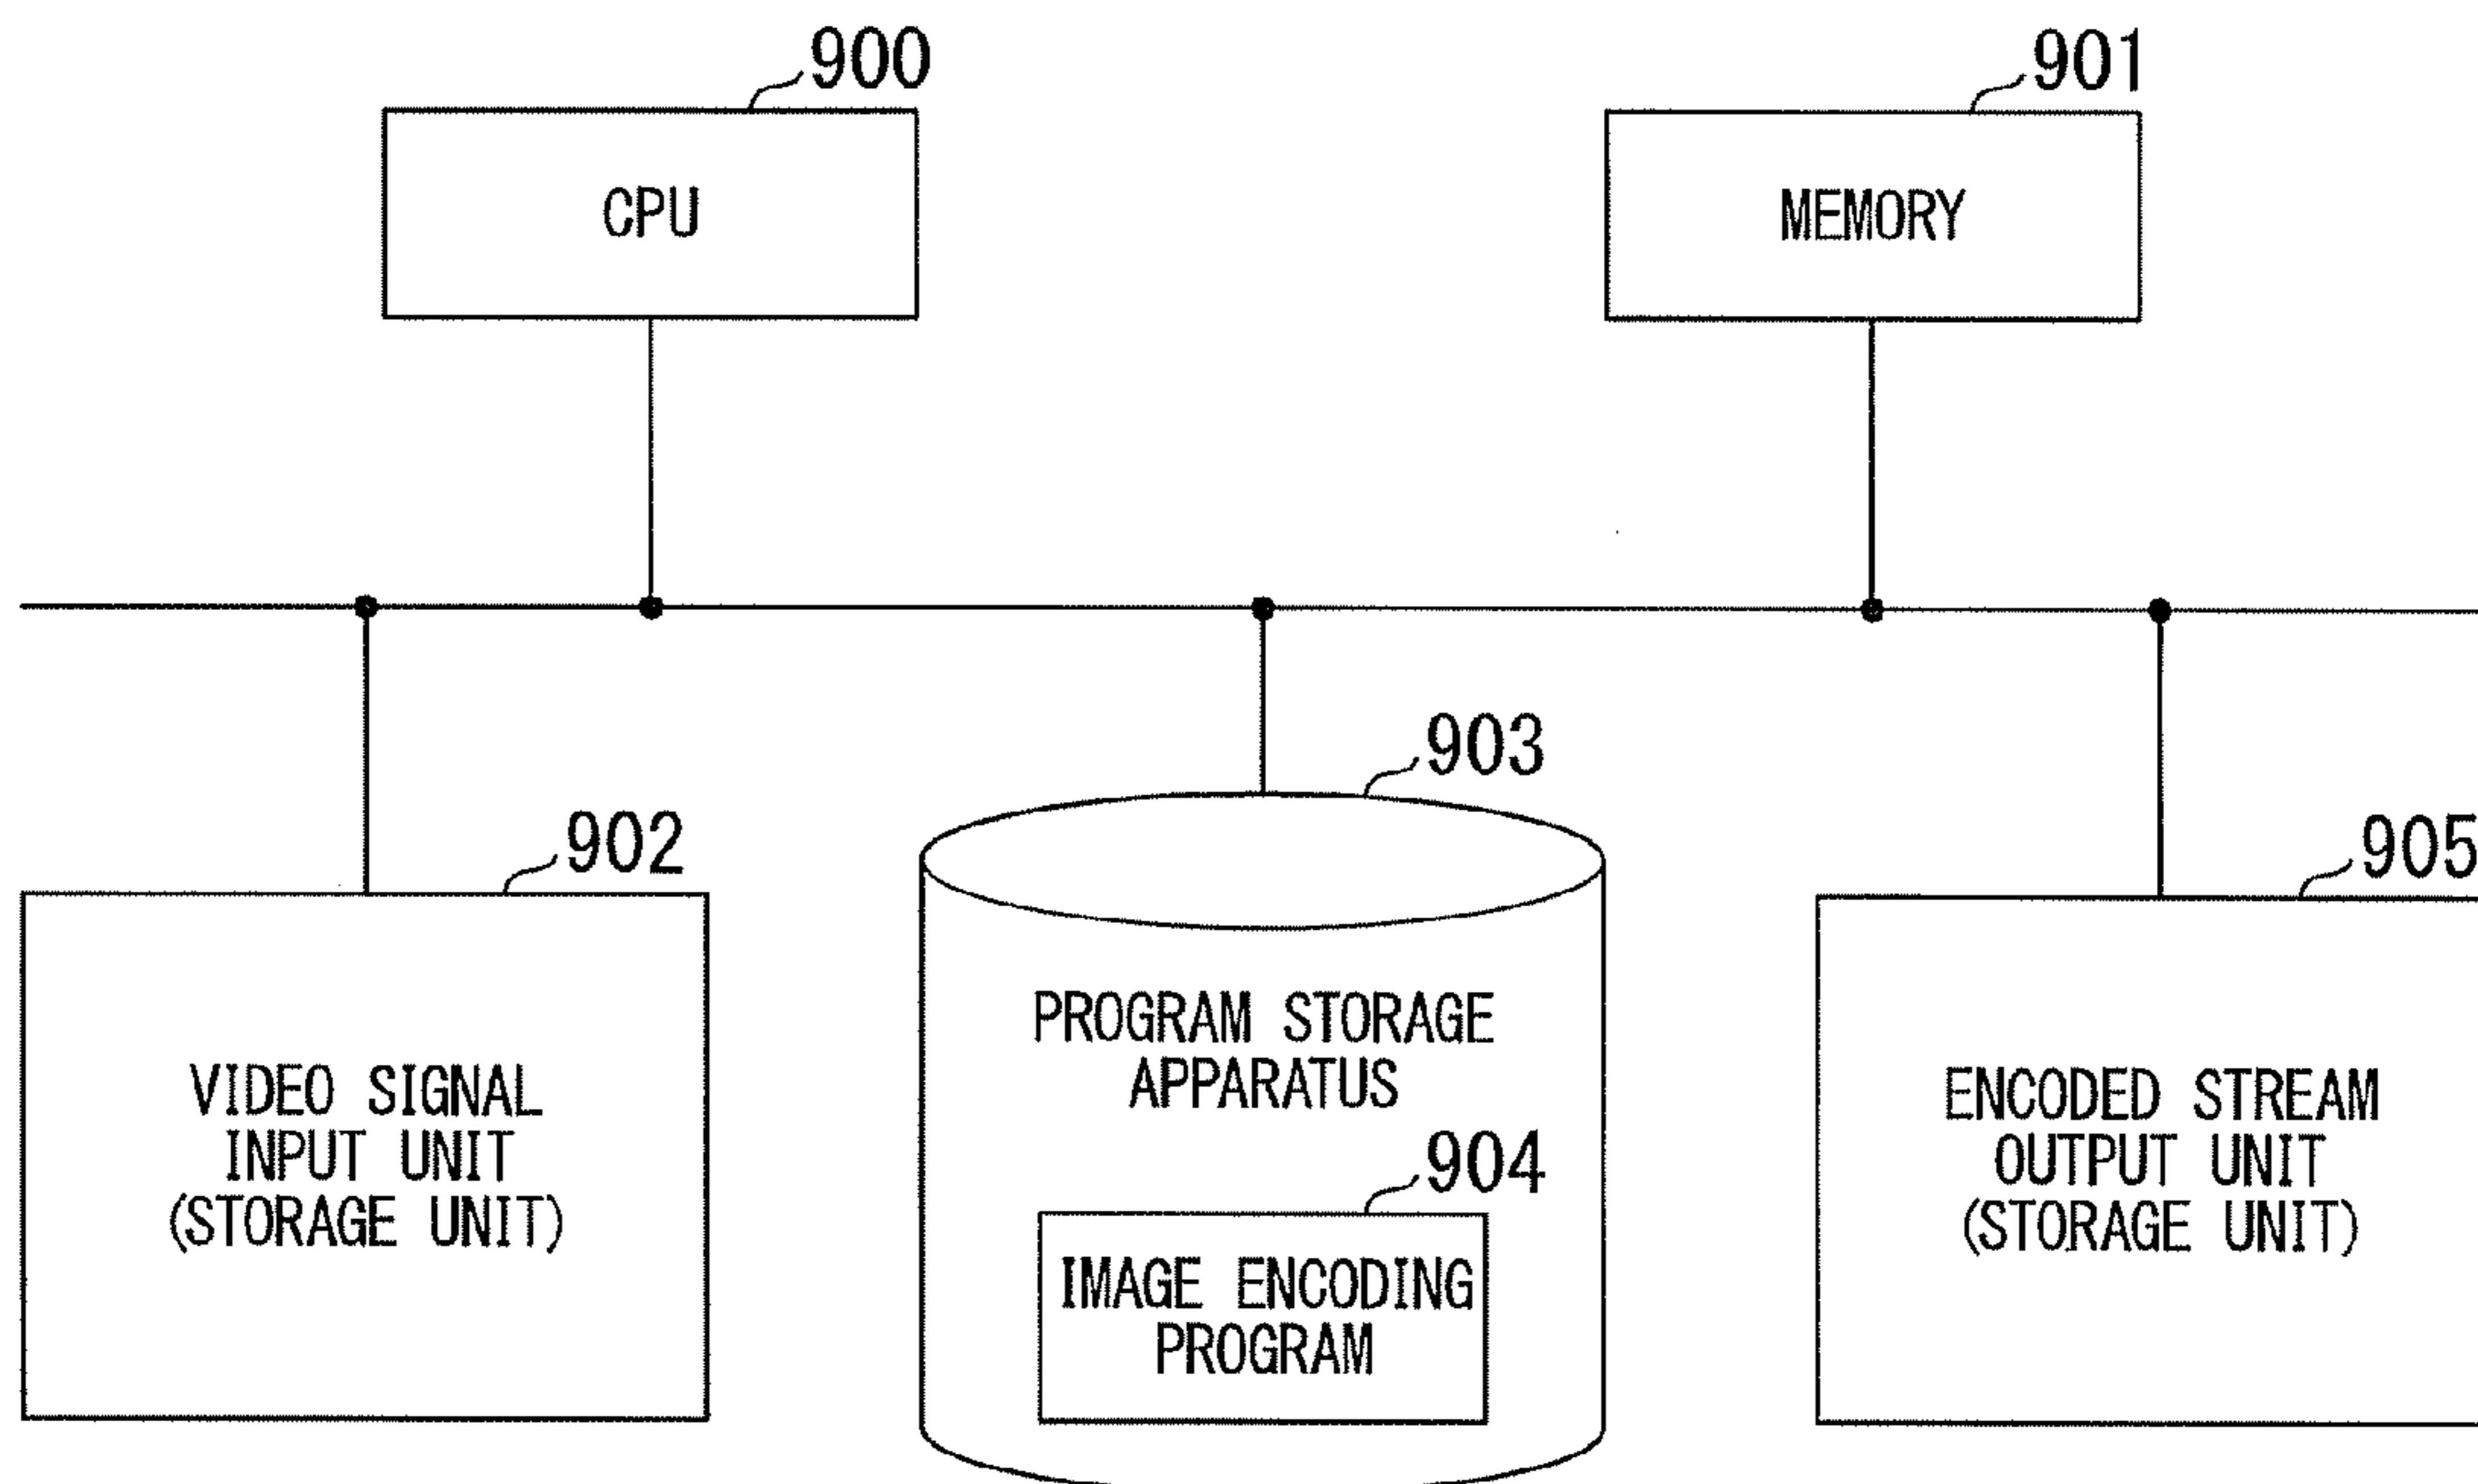 900
CPU
901
MEMORY
902
VIDEO SIGNAL
INPUT UNIT
(STORAGE UNIT)
903
PROGRAM STORAGE
APPARATUS
904
IMAGE ENCODING
PROGRAM
905
ENCODED STREAM
OUTPUT UNIT
(STORAGE UNIT)